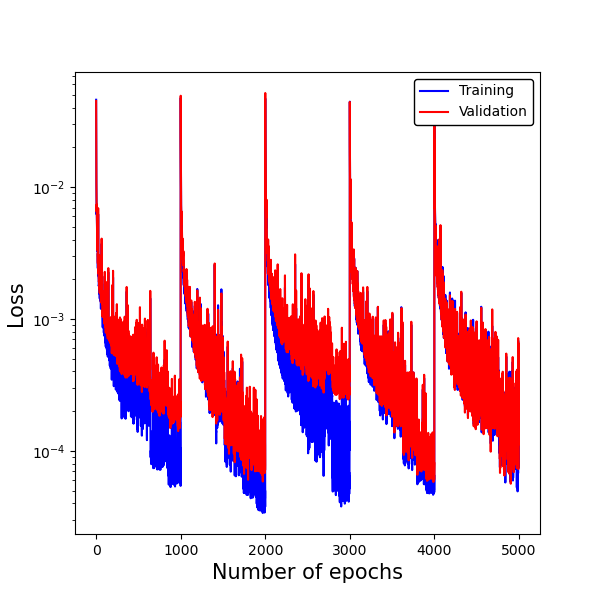 Training
Validation
10⁻²
10⁻³
10⁻⁴
Loss
0 1000 2000 3000 4000 5000
Number of epochs